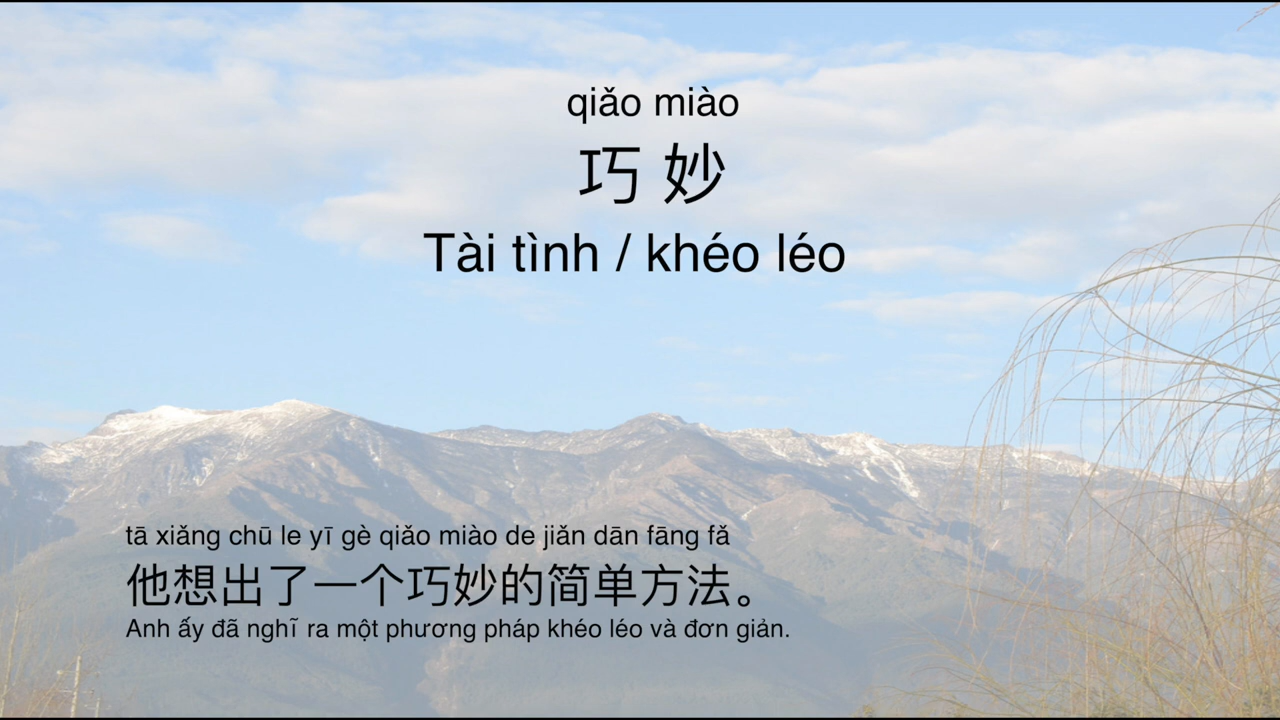 qiǎo miào
巧 妙
Tài tình / khéo léo
tā xiǎng chū le yī gè qiǎo miào de jiǎn dān fāng fǎ
他想出了一个巧妙的简单方法。
Anh ấy đã nghĩ ra một phương pháp khéo léo và đơn giản.